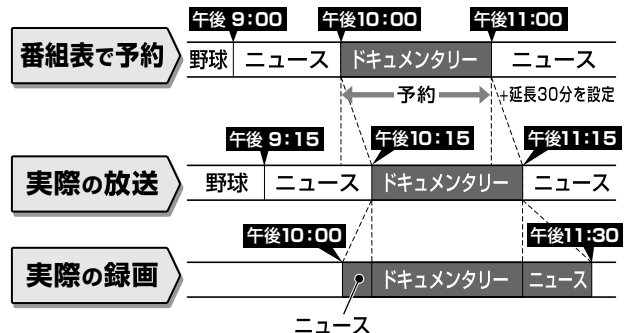 午後9:00 午後10:00 午後11:00
番組表で予約 野球 ニュース ドキュメンタリー ニュース
予約 +延長30分を設定
午後9:15 午後10:15 午後11:15
実際の放送 野球 ニュース ドキュメンタリー ニュース
午後10:00 午後11:30
実際の録画 ドキュメンタリー ニュース
ニュース